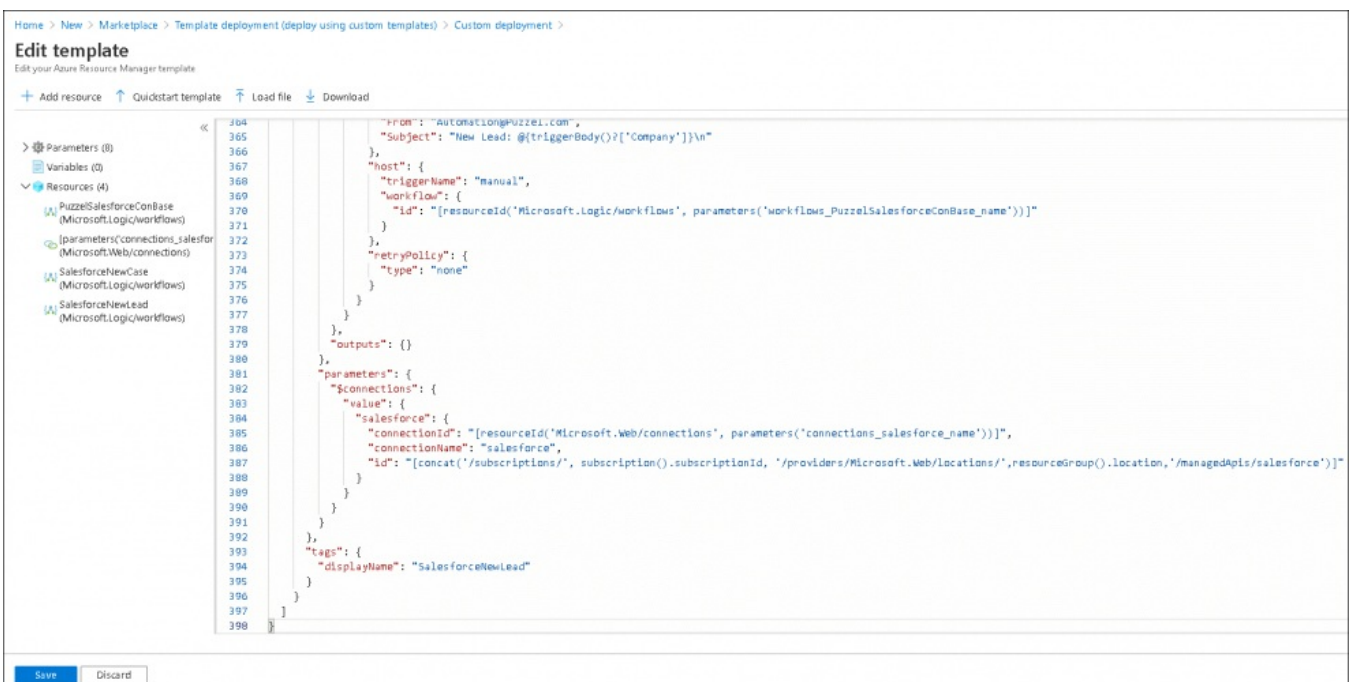 Home > New > Marketplace > Template deployment (deploy using custom templates) > Custom deployment >
Edit template
Edit your Azure Resource Manager template
+ Add resource ↑ Quickstart template Load file Download
«
> Parameters (8)
Variables (0)
Resources (4)
PuzzelSalesforceConBase
(Microsoft.Logic/workflows)
[parameters('connections_salesfor
(Microsoft.Web/connections)
SalesforceNewCase
(Microsoft.Logic/workflows)
SalesforceNewLead
(Microsoft.Logic/workflows)
364 "From": "Automation@Puzzel.com",
365 "Subject": "New Lead: @{triggerBody()?['Company']}\n"
366 },
367 "host": {
368 "triggerName": "manual",
369 "workflow": {
370 "id": "[resourceId('Microsoft.Logic/workflows', parameters('workflows_PuzzelSalesforceConBase_name'))]"
371 }
372 },
373 "retryPolicy": {
374 "type": "none"
375 }
376 }
377 }
378 },
379 "outputs": {}
380 },
381 "parameters": {
382 "$connections": {
383 "value": {
384 "salesforce": {
385 "connectionId": "[resourceId('Microsoft.Web/connections', parameters('connections_salesforce_name'))]",
386 "connectionName": "salesforce",
387 "id": "[concat('/subscriptions/', subscription().subscriptionId, '/providers/Microsoft.Web/locations/',resourceGroup().location,'/managedApis/salesforce')]"
388 }
389 }
390 }
391 }
392 },
393 "tags": {
394 "displayName": "SalesforceNewLead"
395 }
396 }
397 ]
398 }
Save Discard